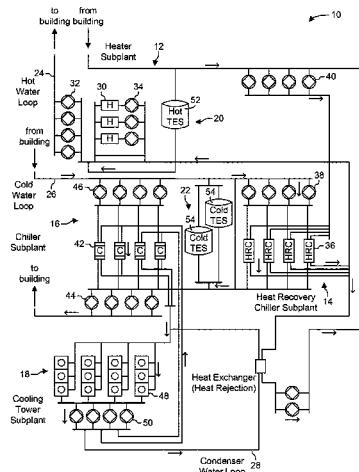 to
building
from
building
10
Heater
Subplant
12
24
Hot
Water
Loop
32
30
34
H
H
H
52
Hot
TES
20
40
from
building
26
Cold
Water
Loop
46
22
54
Cold
TES
54
Cold
TES
38
16
Chiller
Subplant
42
C
C
C
C
HRC
HRC
HRC
HRC
36
to
building
44
Heat Recovery
Chiller Subplant
14
18
Cooling
Tower
Subplant
48
50
Heat Exchanger
(Heat Rejection)
28
Condenser
Water Loop